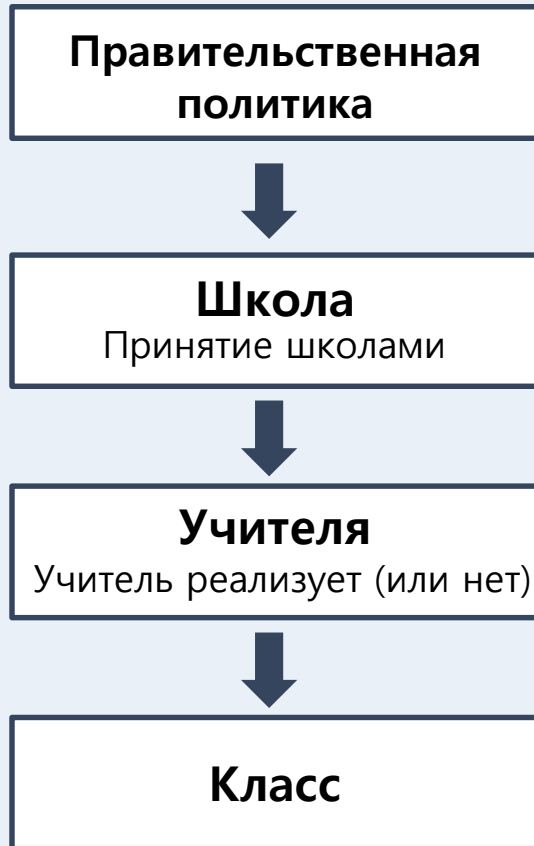 Правительственная
политика
Школа
Принятие школами
Учителя
Учитель реализует (или нет)
Класс